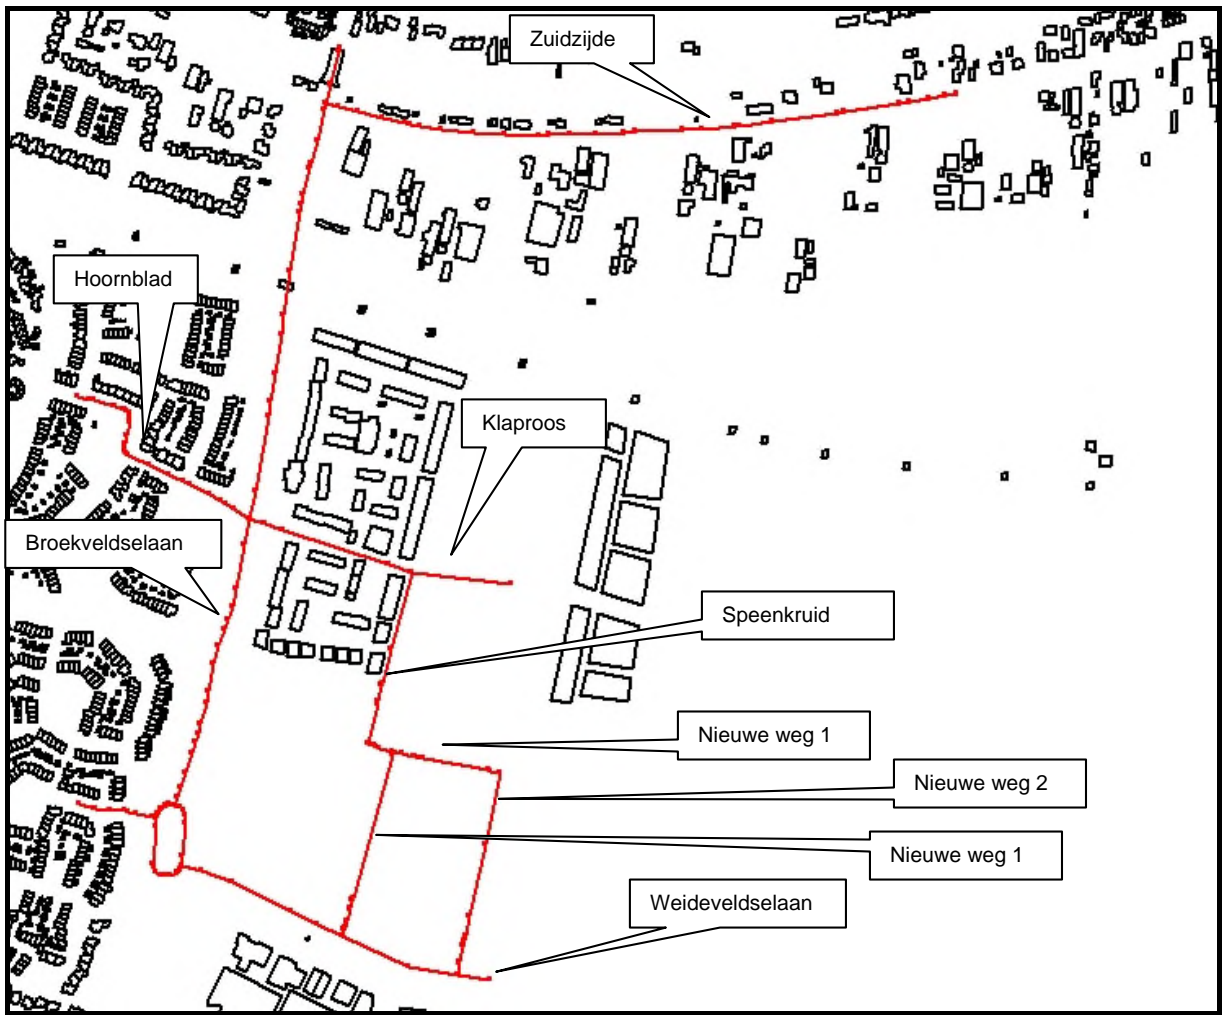 Zuidzijde
Hoornblad
Klaproos
Broekveldselaan
Speenkruid
Nieuwe weg 1
Nieuwe weg 2
Nieuwe weg 1
Weideveldselaan